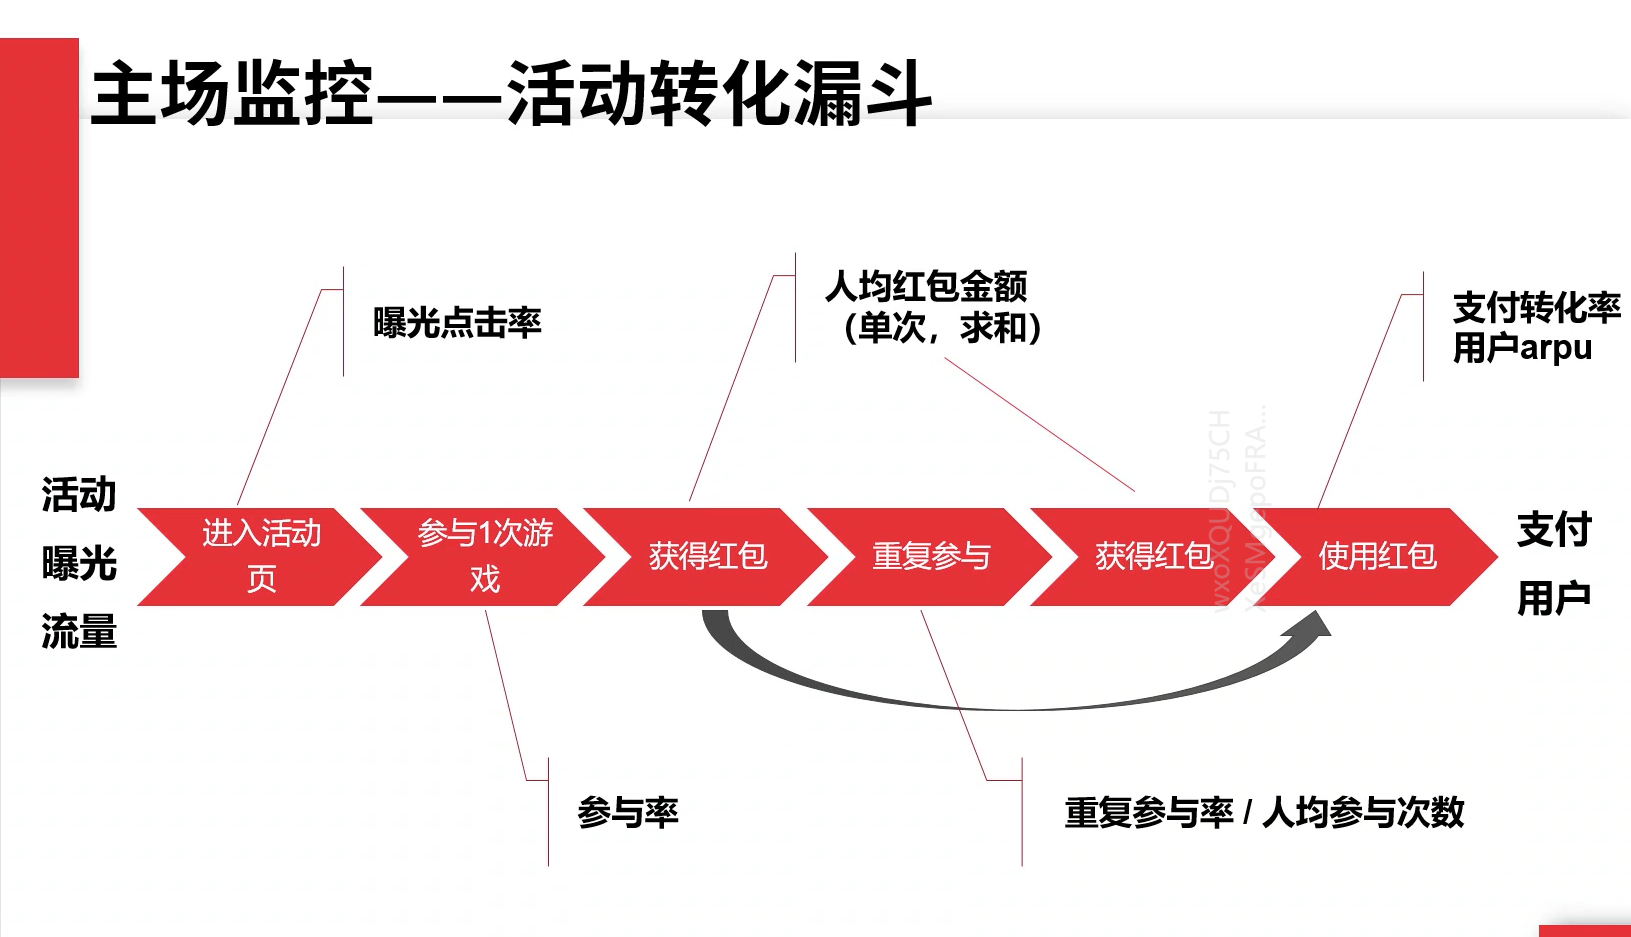 主场监控——活动转化漏斗
曝光点击率
人均红包金额
（单次，求和）
支付转化率
用户arpu
活动
曝光
流量
进入活动
页
参与1次游
戏
获得红包
重复参与
获得红包
使用红包
支付
用户
参与率
重复参与率 / 人均参与次数
wxoXQUDj75CH